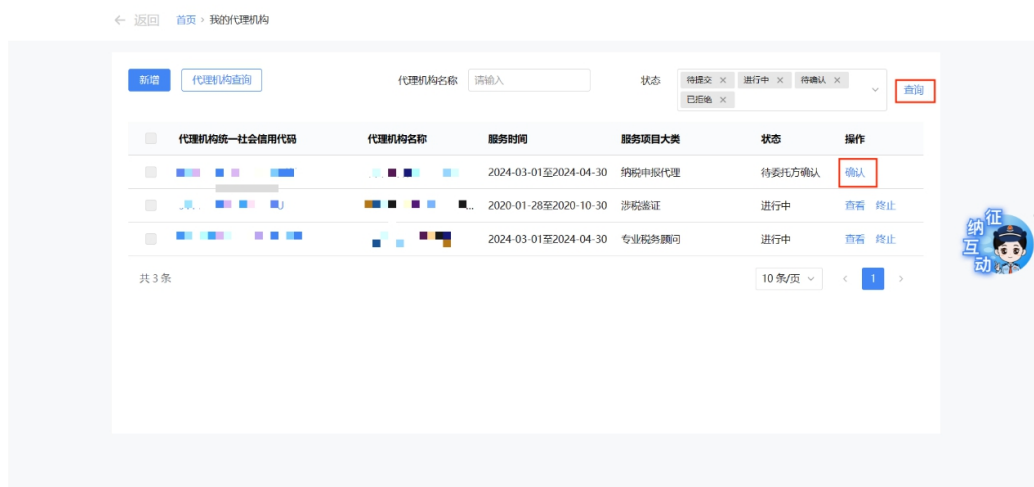 ← 返回 首页 › 我的代理机构
新增 代理机构查询 代理机构名称 请输入 状态 待提交 × 进行中 × 待确认 × 查询
已拒绝 ×
代理机构统一社会信用代码 代理机构名称 服务时间 服务项目大类 状态 操作
2024-03-01至2024-04-30 纳税申报代理 待委托方确认 确认
... 2020-01-28至2020-10-30 涉税鉴证 进行中 查看 终止
2024-03-01至2024-04-30 专业税务顾问 进行中 查看 终止
共 3 条 10 条/页 ‹ 1 ›
征纳互动